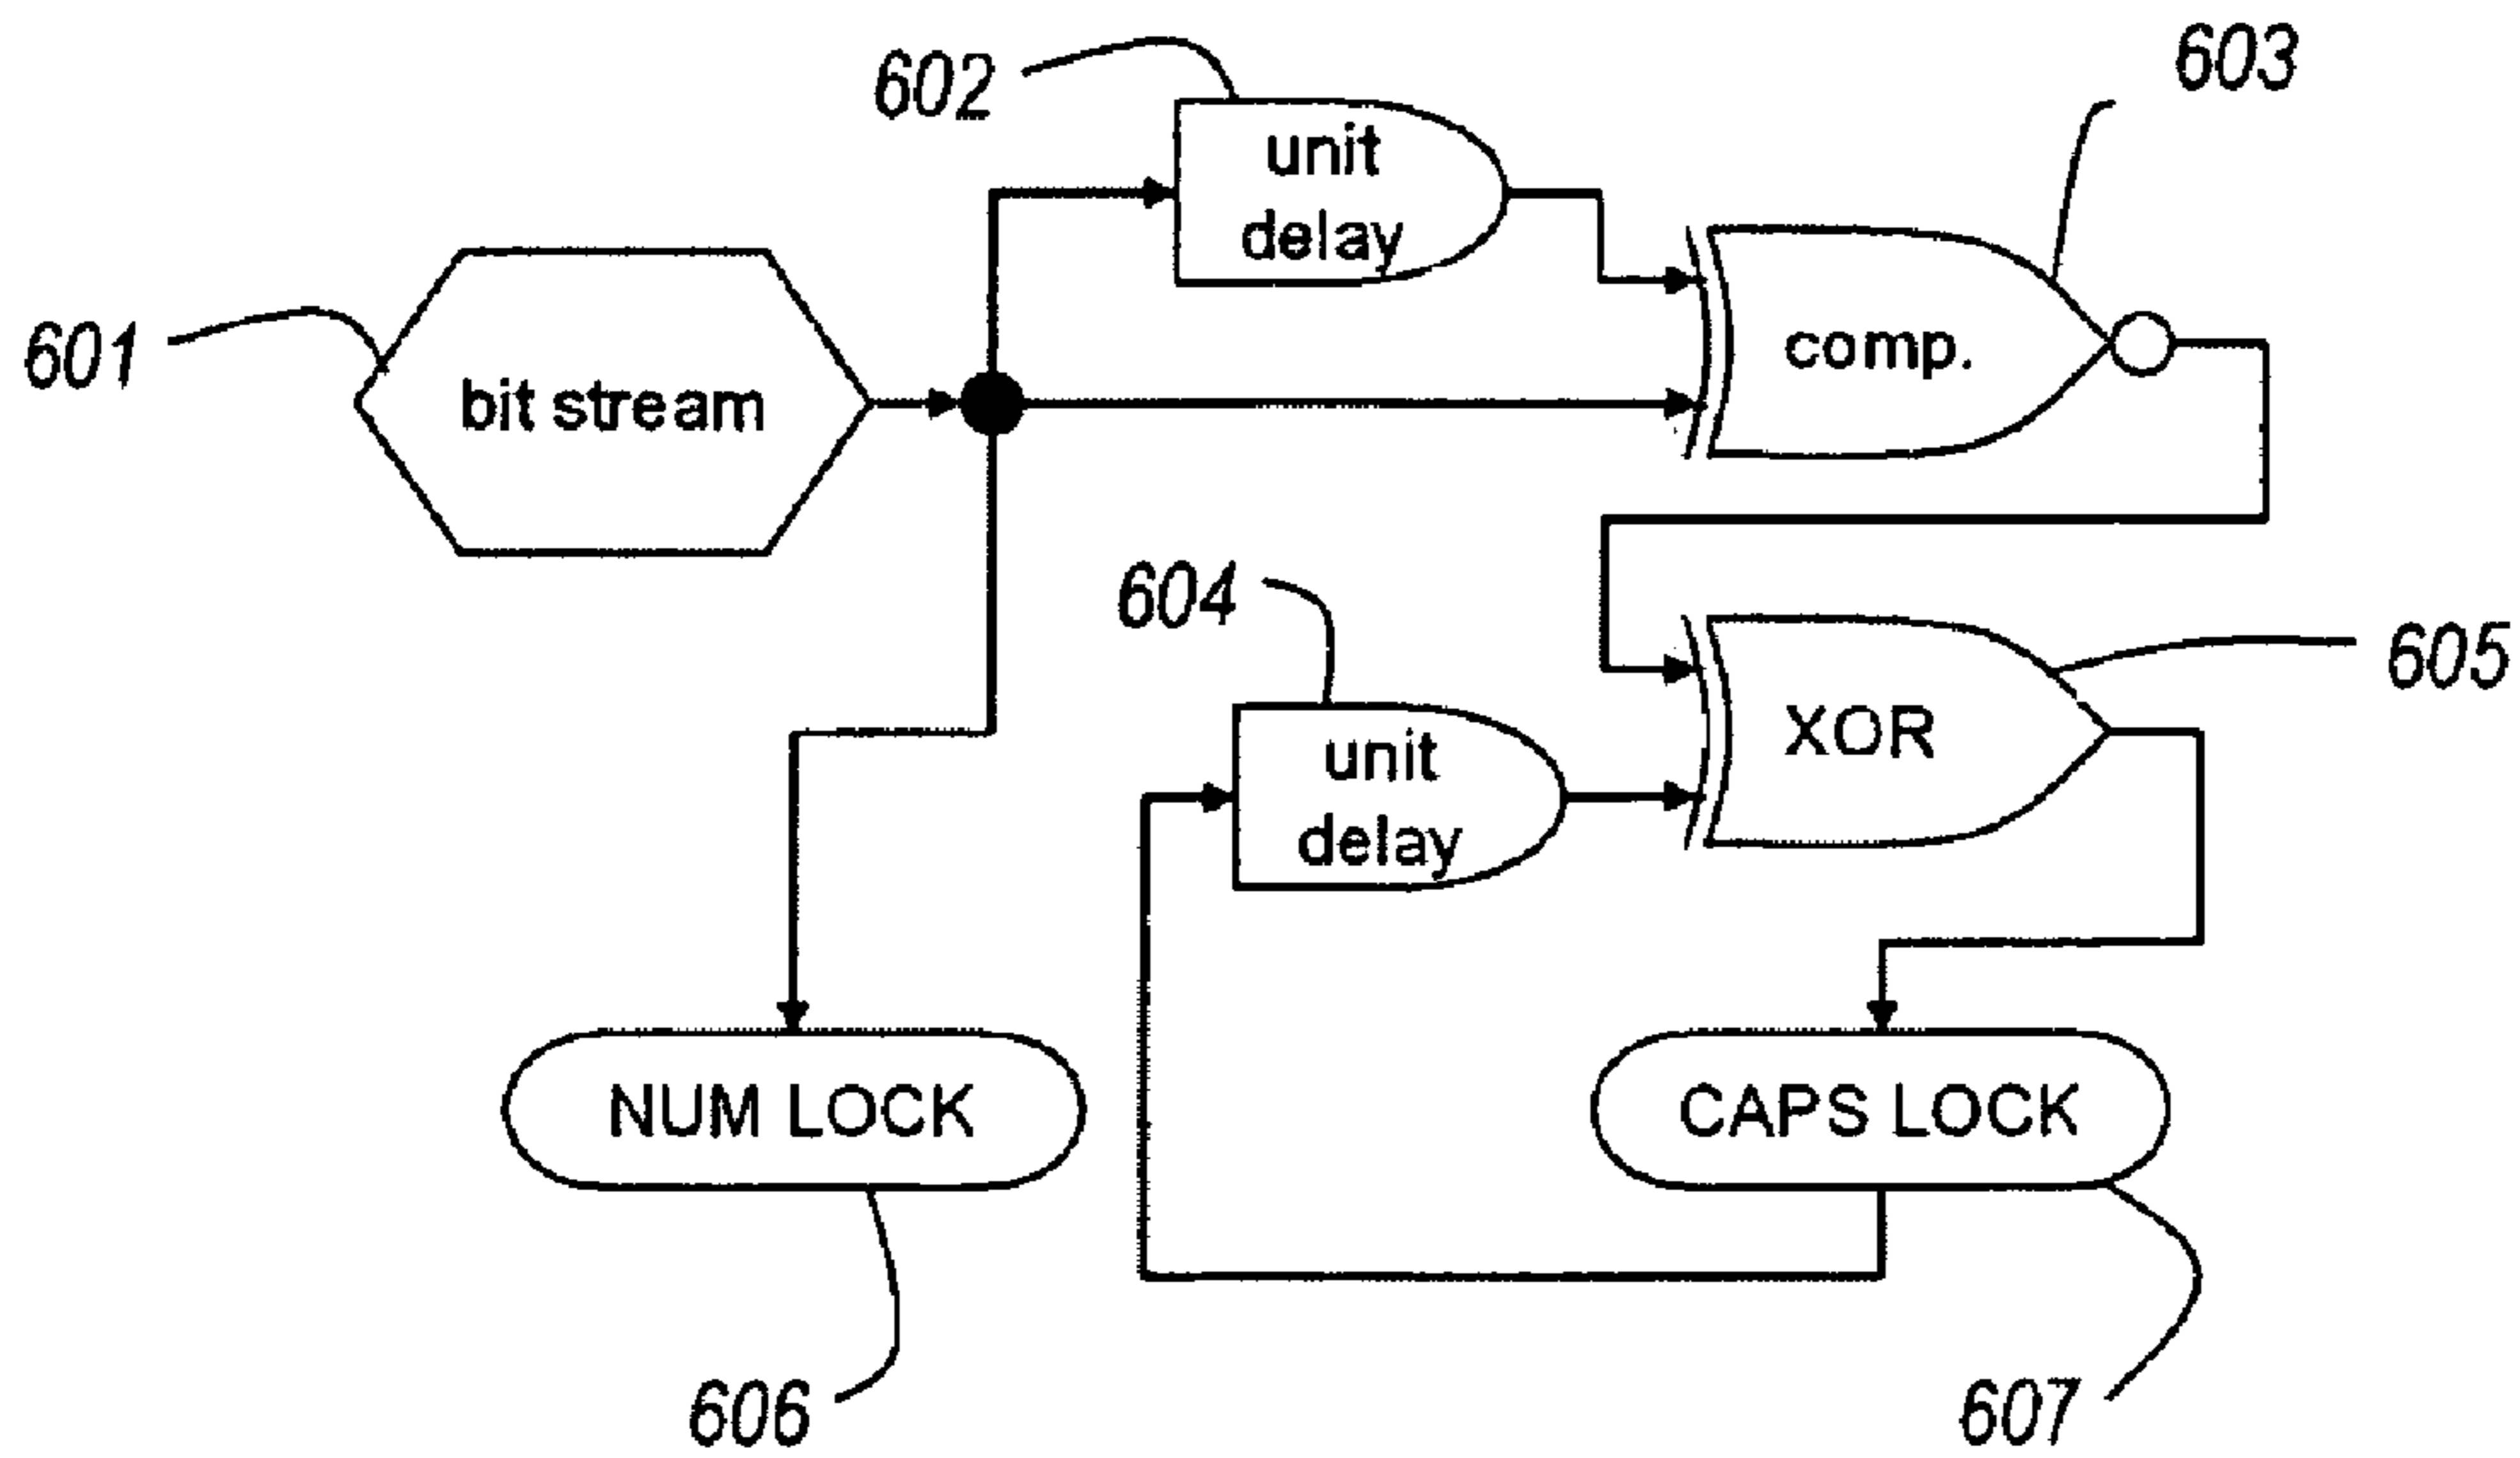 602
603
unit
delay
601
bit stream
comp.
604
605
unit
delay
XOR
NUM LOCK
CAPS LOCK
606
607